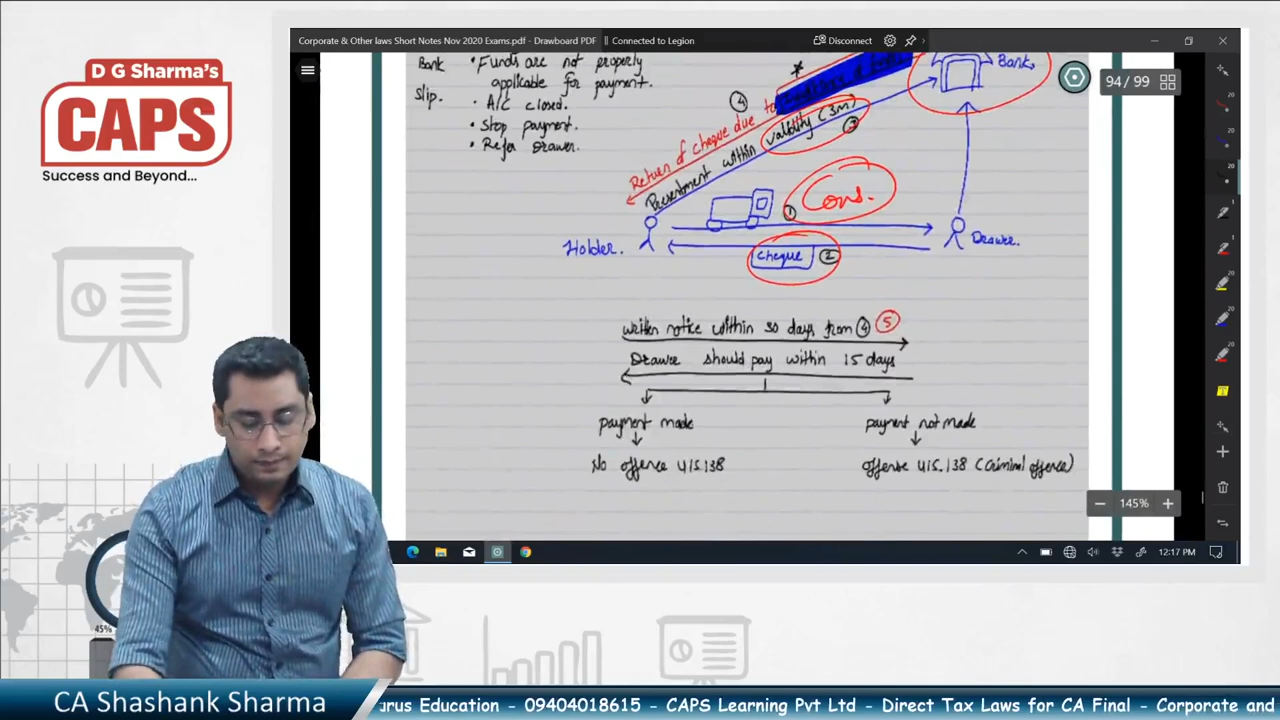 D G Sharma's
CAPS
Success and Beyond...
Corporate & Other laws Short Notes Nov 2020 Exams.pdf - Drawboard PDF
Connected to Legion
Disconnect
94/99
Bank
Slip.
• Funds are not properly
applicable for payment.
• A/C closed.
• Stop payment.
• Refer Drawer.
Bank
④
Return of cheque due to
Presentment within validity (3m)
③
① Cons.
Holder.
cheque ②
Drawer.
written notice within 30 days from ④ ⑤
Drawer should pay within 15 days
payment made
payment not made
No offence u/s.138
offense u/s.138 (Criminal offence)
145%
12:17 PM
45%
CA Shashank Sharma
arus Education - 09404018615 - CAPS Learning Pvt Ltd - Direct Tax Laws for CA Final - Corporate and